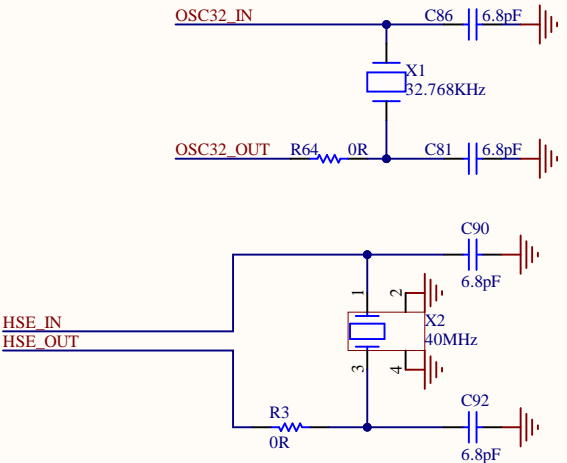 OSC32_IN
C86
6.8pF
X1
32.768KHz
OSC32_OUT
R64
0R
C81
6.8pF
C90
6.8pF
1
2
HSE_IN
X2
HSE_OUT
40MHz
3
4
C92
R3
0R
6.8pF